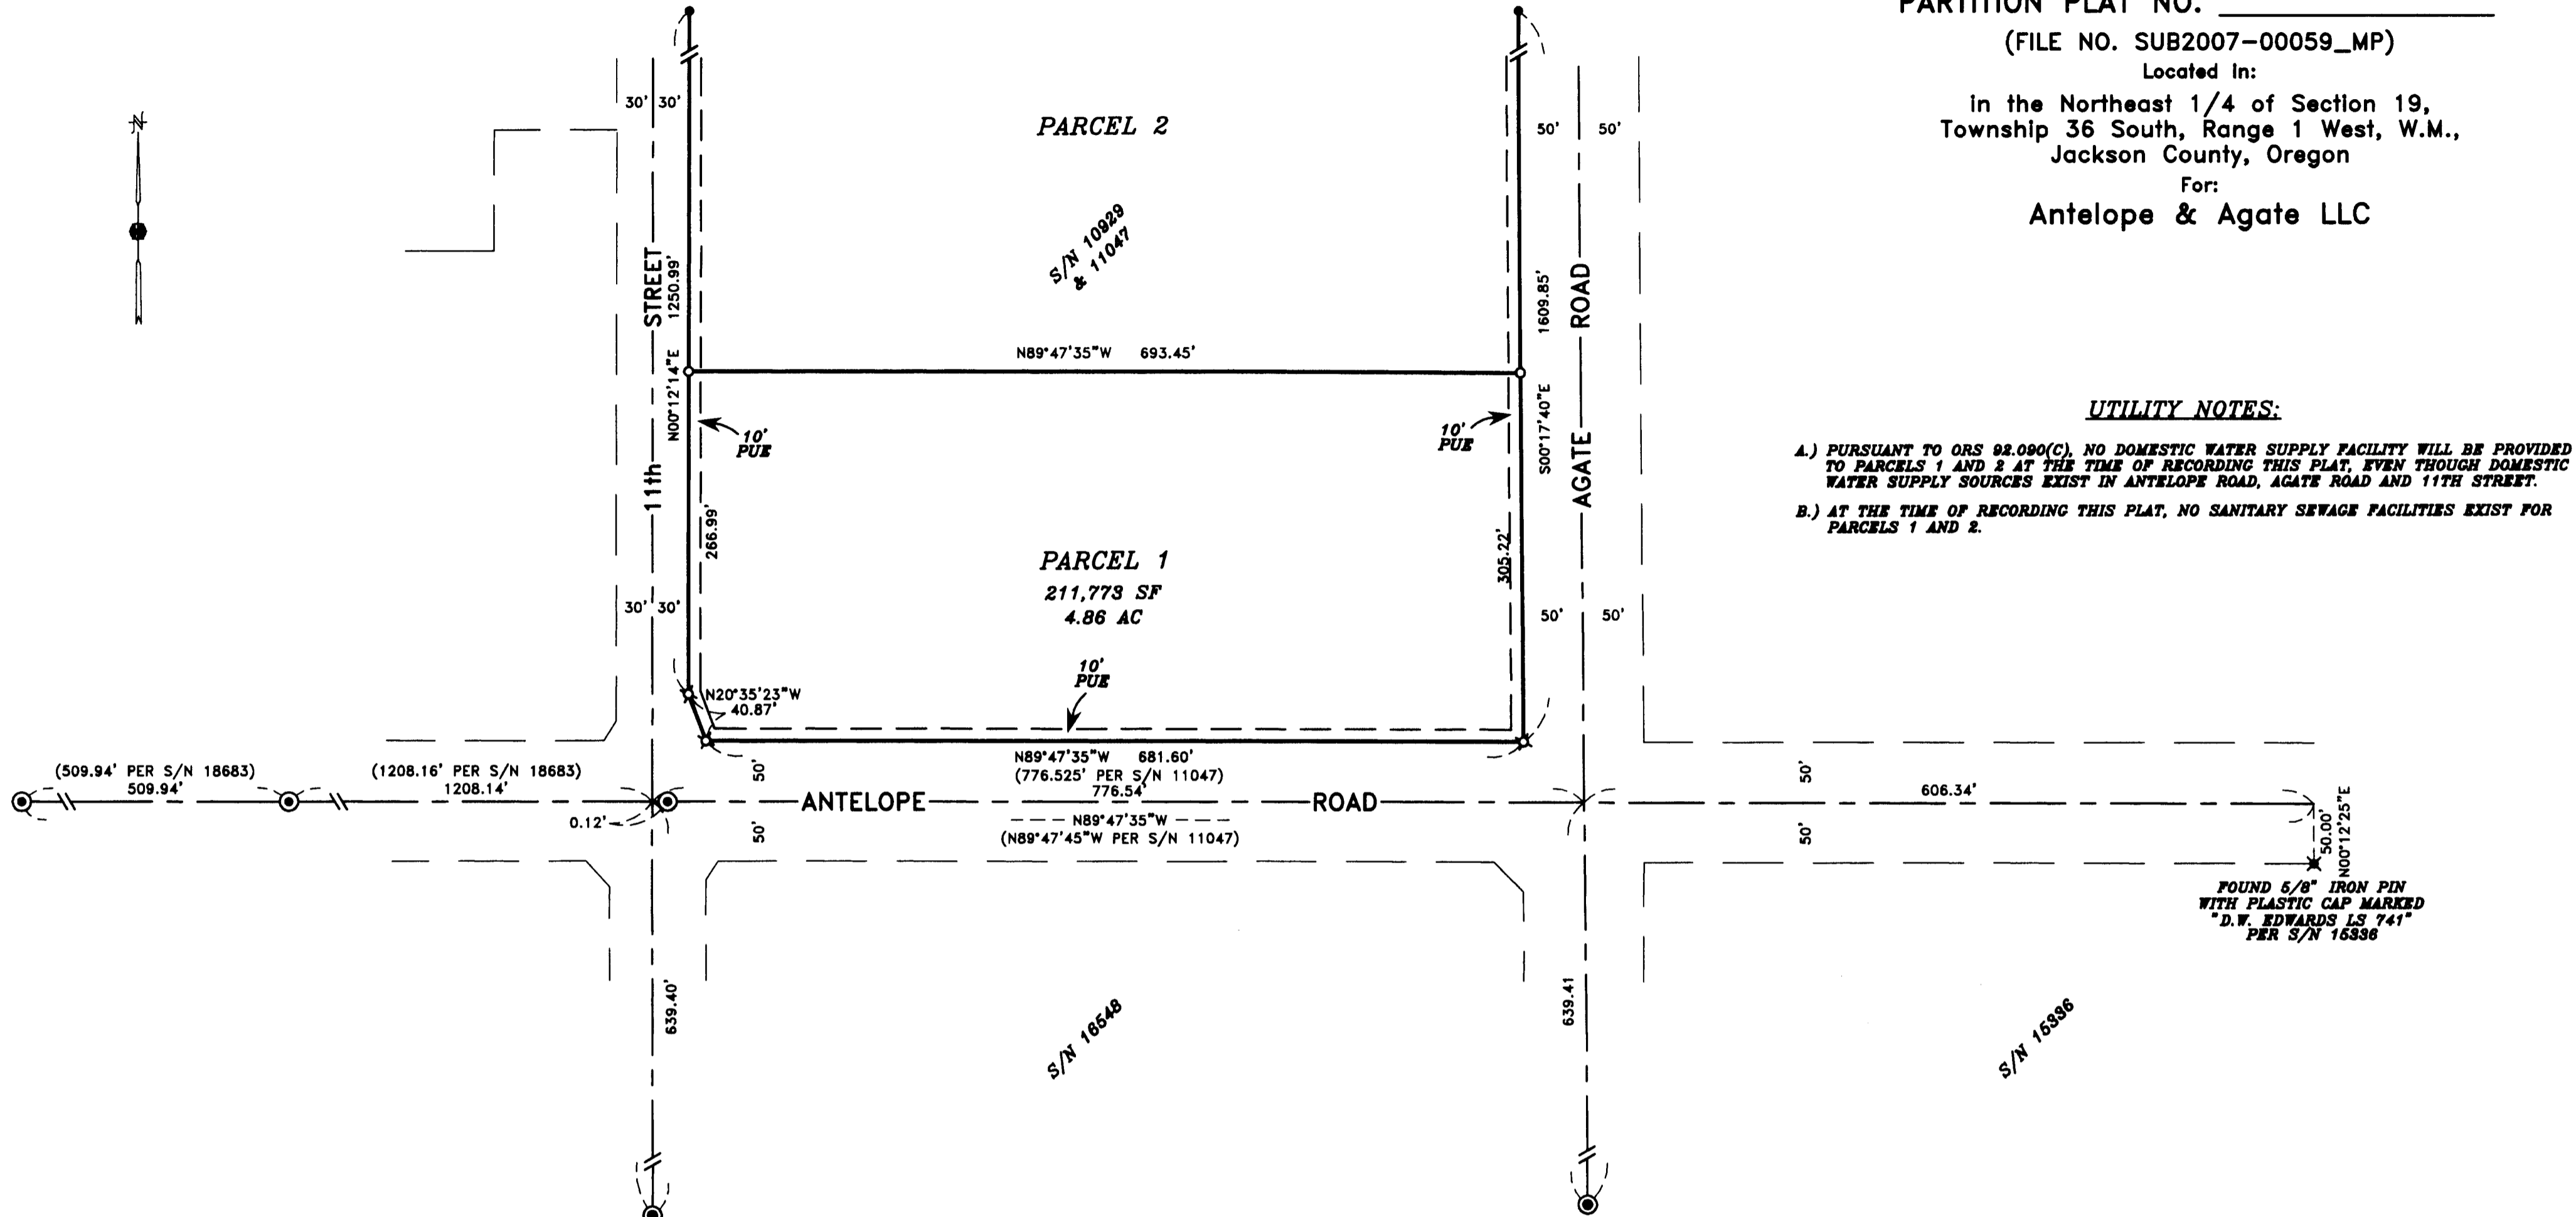 PARTITION PLAT NO.
(FILE NO. SUB2007-00059_MP)
Located in:
in the Northeast 1/4 of Section 19,
Township 36 South, Range 1 West, W.M.,
Jackson County, Oregon
For:
Antelope & Agate LLC
N
30' 30'
PARCEL 2
50' 50'
S/N 10929
& 11047
11th STREET
1250.99'
N00°12'14"E
1609.85'
S00°17'40"E
AGATE ROAD
N89°47'35"W 693.45'
10'
PUE
10'
PUE
UTILITY NOTES:
A.) PURSUANT TO ORS 92.090(C), NO DOMESTIC WATER SUPPLY FACILITY WILL BE PROVIDED
TO PARCELS 1 AND 2 AT THE TIME OF RECORDING THIS PLAT, EVEN THOUGH DOMESTIC
WATER SUPPLY SOURCES EXIST IN ANTELOPE ROAD, AGATE ROAD AND 11TH STREET.
B.) AT THE TIME OF RECORDING THIS PLAT, NO SANITARY SEWAGE FACILITIES EXIST FOR
PARCELS 1 AND 2.
266.99'
PARCEL 1
211,773 SF
4.86 AC
305.22'
30' 30'
50' 50'
10'
PUE
N20°35'23"W
40.87'
N89°47'35"W 681.60'
(776.525' PER S/N 11047)
776.54'
(509.94' PER S/N 18683)
509.94'
(1208.16' PER S/N 18683)
1208.14'
0.12'
50'
ANTELOPE ROAD
50'
N89°47'35"W
(N89°47'45"W PER S/N 11047)
50'
606.34'
50'
50.00'
N00°12'25"E
FOUND 5/8" IRON PIN
WITH PLASTIC CAP MARKED
"D.W. EDWARDS LS 741"
PER S/N 15336
639.40'
S/N 16548
639.41
S/N 15336